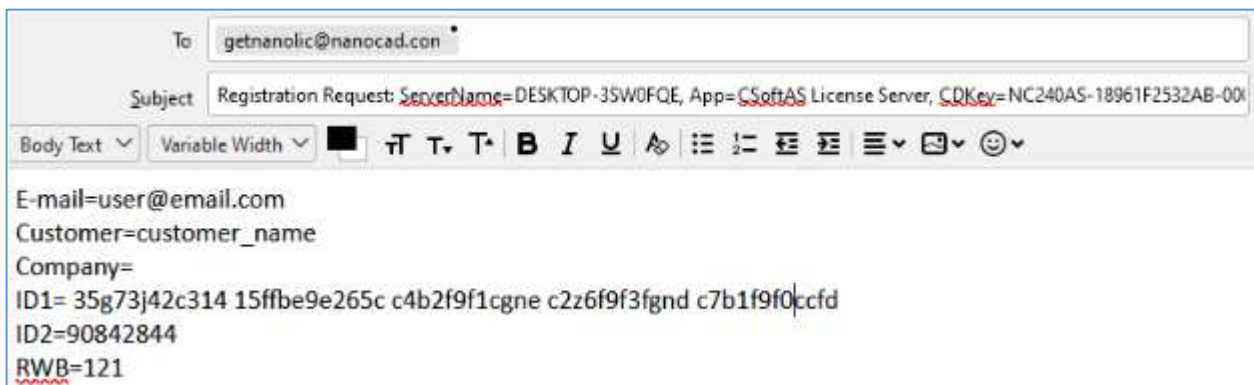 To getnanolic@nanocad.con
Subject Registration Request: ServerName=DESKTOP-3SW0FQE, App=CSoftAS License Server, CDKey=NC240AS-18961F2532AB-00(
Body Text Variable Width
E-mail=user@email.com
Customer=customer_name
Company=
ID1= 35g73j42c314 15ffbe9e265c c4b2f9f1cgne c2z6f9f3fgnd c7b1f9f0ccfd
ID2=90842844
RWB=121